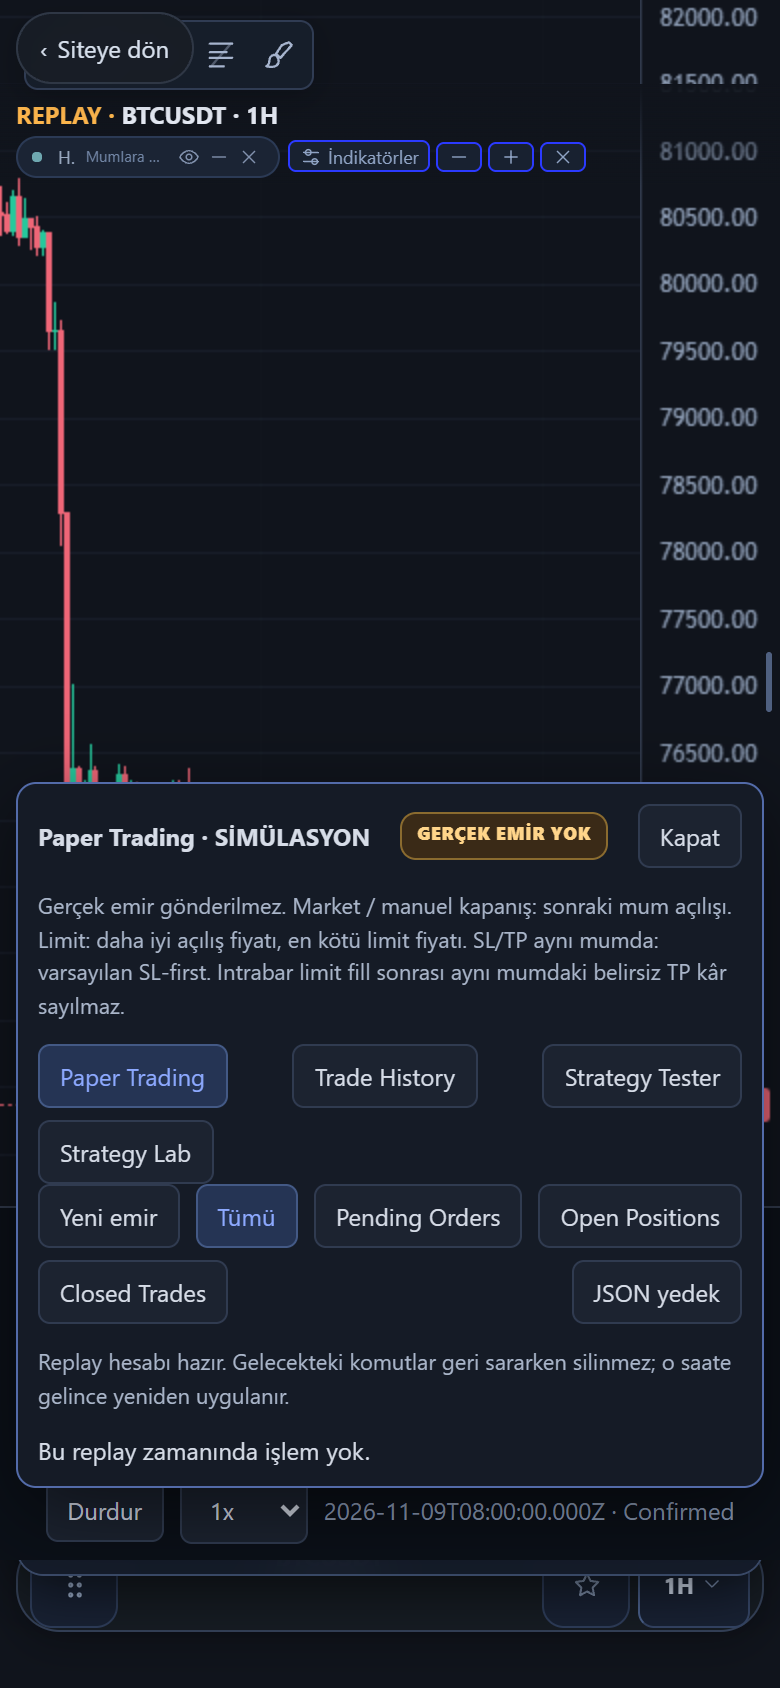 82000.00
‹ Siteye dön
81500.00
REPLAY · BTCUSDT · 1H
H. Mumlara ... İndikatörler
81000.00
80500.00
80000.00
79500.00
79000.00
78500.00
78000.00
77500.00
77000.00
76500.00
Paper Trading · SİMÜLASYON GERÇEK EMİR YOK Kapat
Gerçek emir gönderilmez. Market / manuel kapanış: sonraki mum açılışı.
Limit: daha iyi açılış fiyatı, en kötü limit fiyatı. SL/TP aynı mumda:
varsayılan SL-first. Intrabar limit fill sonrası aynı mumdaki belirsiz TP kâr
sayılmaz.
Paper Trading Trade History Strategy Tester
Strategy Lab
Yeni emir Tümü Pending Orders Open Positions
Closed Trades JSON yedek
Replay hesabı hazır. Gelecekteki komutlar geri sararken silinmez; o saate
gelince yeniden uygulanır.
Bu replay zamanında işlem yok.
Durdur 1x 2026-11-09T08:00:00.000Z · Confirmed
1H